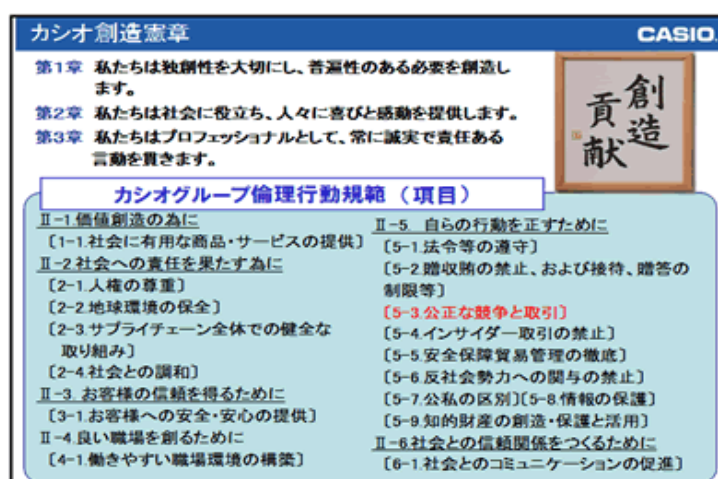 カシオ創造憲章
CASIO.
第1章 私たちは独創性を大切にし、普遍性のある必要を創造し
ます。
第2章 私たちは社会に役立ち、人々に喜びと感動を提供します。
第3章 私たちはプロフェッショナルとして、常に誠実で責任ある
言動を貫きます。
創造
貢献
カシオグループ倫理行動規範（項目）
Ⅱ-1.価値創造の為に
〔1-1.社会に有用な商品・サービスの提供〕
Ⅱ-2社会への責任を果たす為に
〔2-1.人権の尊重〕
〔2-2.地球環境の保全〕
〔2-3.サプライチェーン全体での健全な
取り組み〕
〔2-4.社会との調和〕
Ⅱ-3. お客様の信頼を得るために
〔3-1.お客様への安全・安心の提供〕
Ⅱ-4.良い職場を創るために
〔4-1.働きやすい職場環境の構築〕
Ⅱ-5. 自らの行動を正すために
〔5-1.法令等の遵守〕
〔5-2.贈収賄の禁止、および接待、贈答の
制限等〕
〔5-3.公正な競争と取引〕
〔5-4.インサイダー取引の禁止〕
〔5-5.安全保障貿易管理の徹底〕
〔5-6.反社会勢力への関与の禁止〕
〔5-7.公私の区別〕〔5-8.情報の保護〕
〔5-9.知的財産の創造・保護と活用〕
Ⅱ-6.社会との信頼関係をつくるために
〔6-1.社会とのコミュニケーションの促進〕